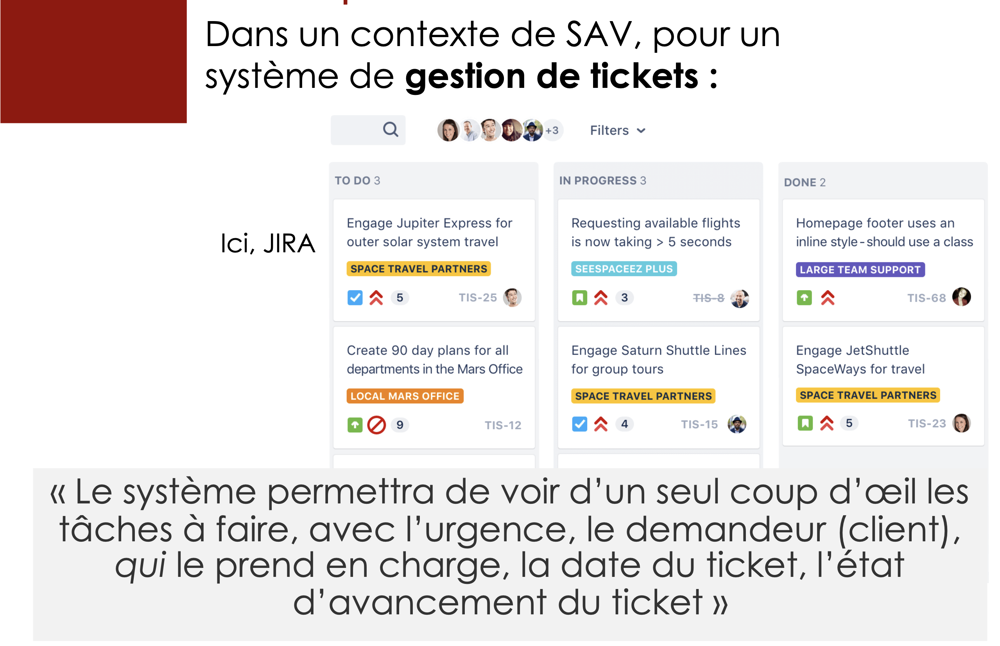 Dans un contexte de SAV, pour un
système de gestion de tickets :
+3
Filters
Ici, JIRA
TO DO 3
Engage Jupiter Express for
outer solar system travel
SPACE TRAVEL PARTNERS
5
TIS-25
Create 90 day plans for all
departments in the Mars Office
LOCAL MARS OFFICE
9
TIS-12
IN PROGRESS 3
Requesting available flights
is now taking > 5 seconds
SEESPACEEZ PLUS
3
TIS-8
Engage Saturn Shuttle Lines
for group tours
SPACE TRAVEL PARTNERS
4
TIS-15
DONE 2
Homepage footer uses an
inline style - should use a class
LARGE TEAM SUPPORT
TIS-68
Engage JetShuttle
SpaceWays for travel
SPACE TRAVEL PARTNERS
5
TIS-23
« Le système permettra de voir d’un seul coup d’œil les
tâches à faire, avec l’urgence, le demandeur (client),
qui le prend en charge, la date du ticket, l’état
d’avancement du ticket »